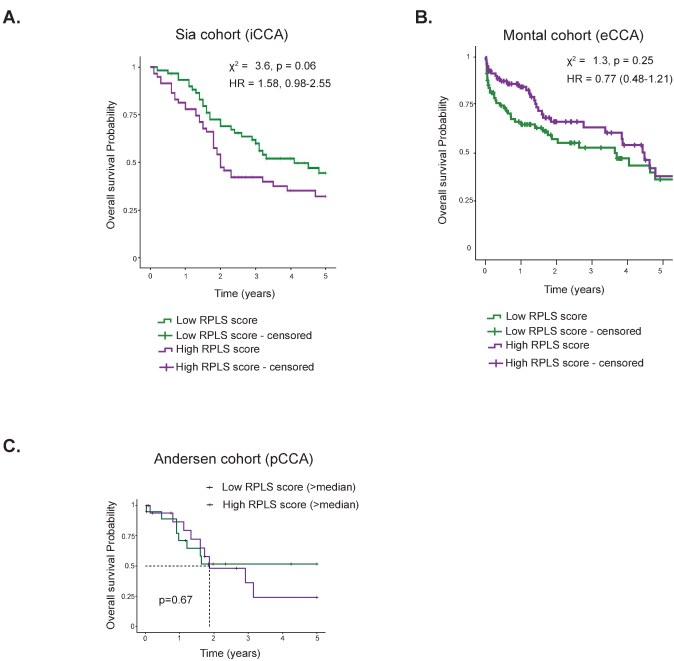 A.
Sia cohort (iCCA)
χ² = 3.6, p = 0.06
HR = 1.58, 0.98-2.55
Overall survival Probability
1
0.75
0.5
0.25
0
0 1 2 3 4 5
Time (years)
Low RPLS score
Low RPLS score - censored
High RPLS score
High RPLS score - censored
B.
Montal cohort (eCCA)
χ² = 1.3, p = 0.25
HR = 0.77 (0.48-1.21)
Overall survival Probability
1
0.75
0.5
0.25
0
0 1 2 3 4 5
Time (years)
Low RPLS score
Low RPLS score - censored
High RPLS score
High RPLS score - censored
C.
Andersen cohort (pCCA)
Low RPLS score (>median)
High RPLS score (>median)
Overall survival Probability
1
0.75
0.5
0.25
0
p=0.67
0 1 2 3 4 5
Time (years)